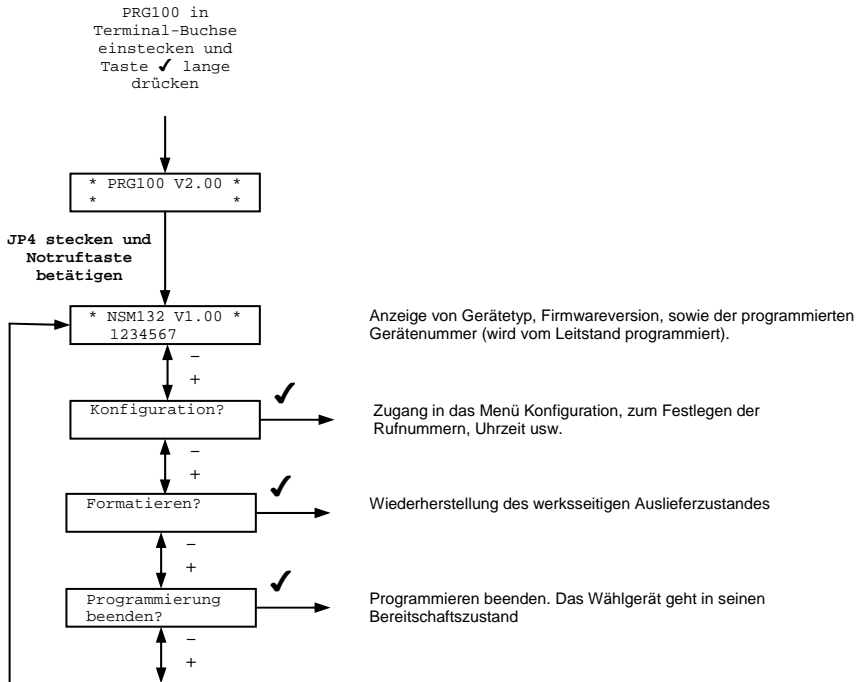 PRG100 in
Terminal-Buchse
einstecken und
Taste ✓ lange
drücken
* PRG100 V2.00 *
* *
JP4 stecken und
Notruftaste
betätigen
* NSM132 V1.00 *
1234567
Anzeige von Gerätetyp, Firmwareversion, sowie der programmierten
Gerätenummer (wird vom Leitstand programmiert).
–
+
Konfiguration?
✓
Zugang in das Menü Konfiguration, zum Festlegen der
Rufnummern, Uhrzeit usw.
–
+
Formatieren?
✓
Wiederherstellung des werksseitigen Auslieferzustandes
–
+
Programmierung
beenden?
✓
Programmieren beenden. Das Wählgerät geht in seinen
Bereitschaftszustand
–
+